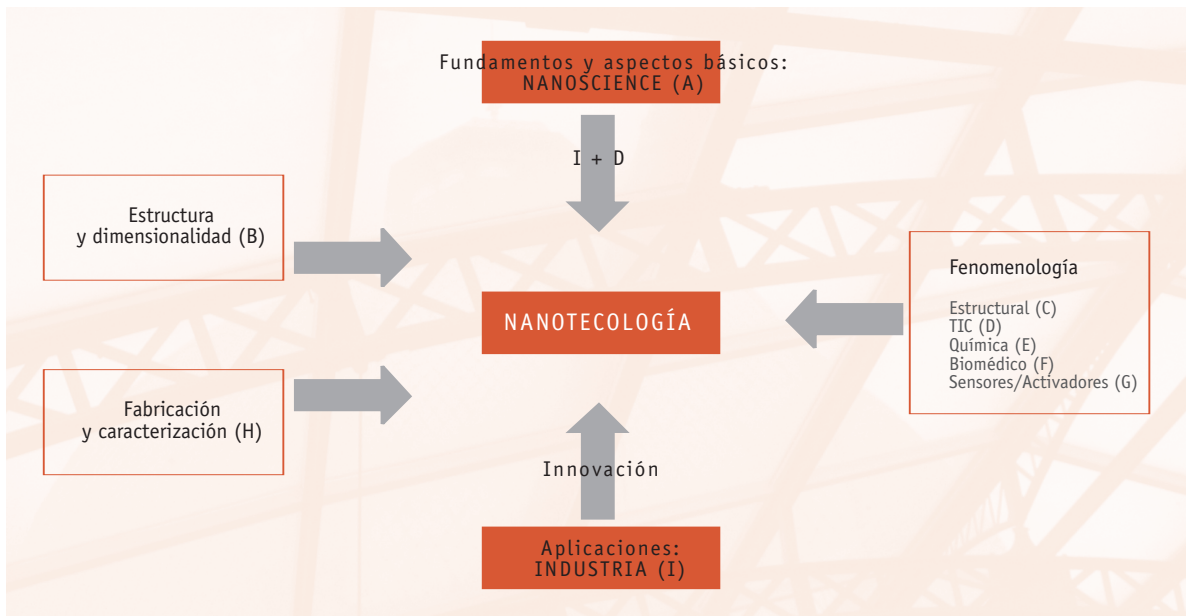 Fundamentos y aspectos básicos:
NANOSCIENCE (A)
I + D
Estructura
y dimensionalidad (B)
Fenomenología
Estructural (C)
TIC (D)
Química (E)
Biomédico (F)
Sensores/Activadores (G)
NANOTECOLOGÍA
Fabricación
y caracterización (H)
Innovación
Aplicaciones:
INDUSTRIA (I)